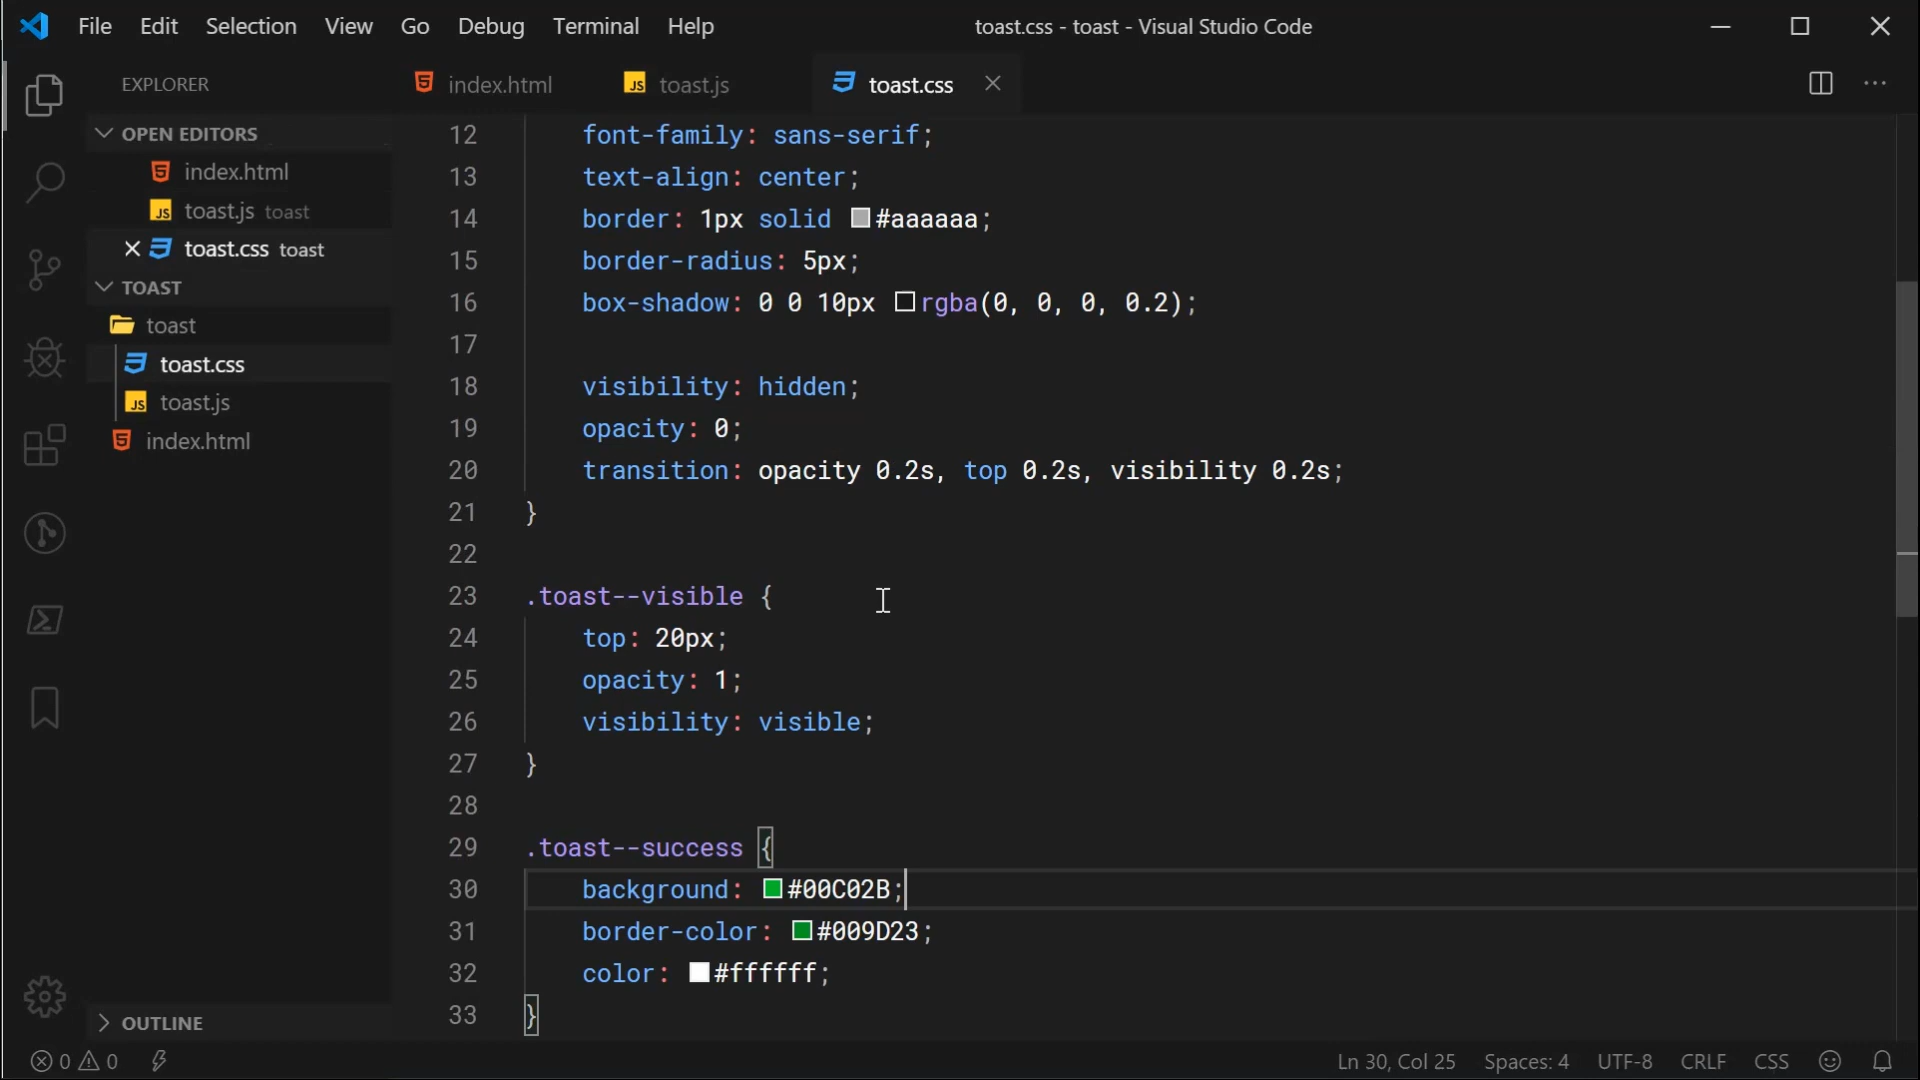 File Edit Selection View Go Debug Terminal Help toast.css - toast - Visual Studio Code
EXPLORER
index.html toast.js toast.css
OPEN EDITORS
index.html
toast.js toast
toast.css toast
TOAST
toast
toast.css
toast.js
index.html
OUTLINE
12 font-family: sans-serif;
13 text-align: center;
14 border: 1px solid #aaaaaa;
15 border-radius: 5px;
16 box-shadow: 0 0 10px rgba(0, 0, 0, 0.2);
17
18 visibility: hidden;
19 opacity: 0;
20 transition: opacity 0.2s, top 0.2s, visibility 0.2s;
21 }
22
23 .toast--visible {
24 top: 20px;
25 opacity: 1;
26 visibility: visible;
27 }
28
29 .toast--success {
30 background: #00C02B;
31 border-color: #009D23;
32 color: #ffffff;
33 }
0 0 Ln 30, Col 25 Spaces: 4 UTF-8 CRLF CSS